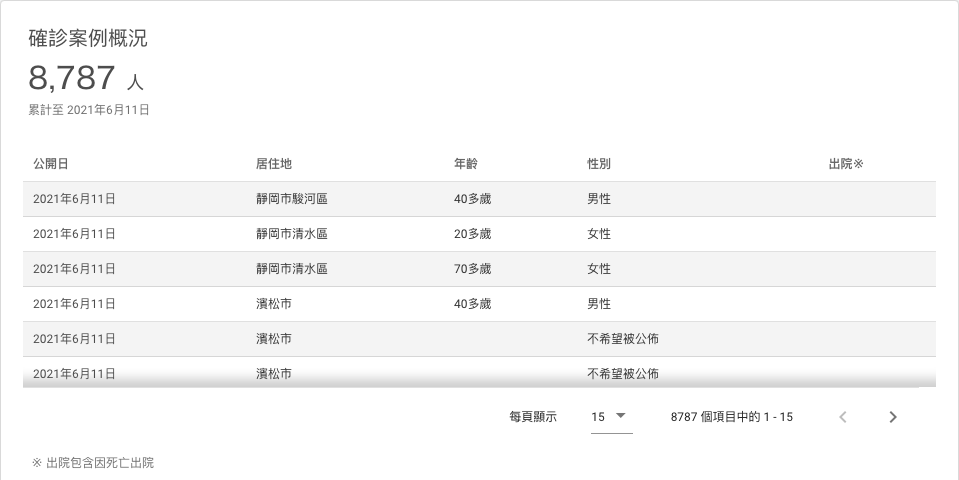 確診案例概況
8,787 人
累計至 2021年6月11日
公開日 居住地 年齡 性別 出院※
2021年6月11日 靜岡市駿河區 40多歲 男性
2021年6月11日 靜岡市清水區 20多歲 女性
2021年6月11日 靜岡市清水區 70多歲 女性
2021年6月11日 濱松市 40多歲 男性
2021年6月11日 濱松市 不希望被公佈
2021年6月11日 濱松市 不希望被公佈
每頁顯示 15 8787 個項目中的 1 - 15
※ 出院包含因死亡出院